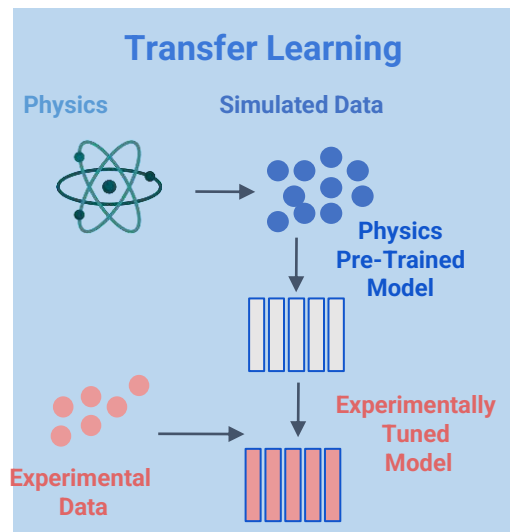 Transfer Learning
Physics
Simulated Data
Physics
Pre-Trained
Model
Experimentally
Tuned
Model
Experimental
Data